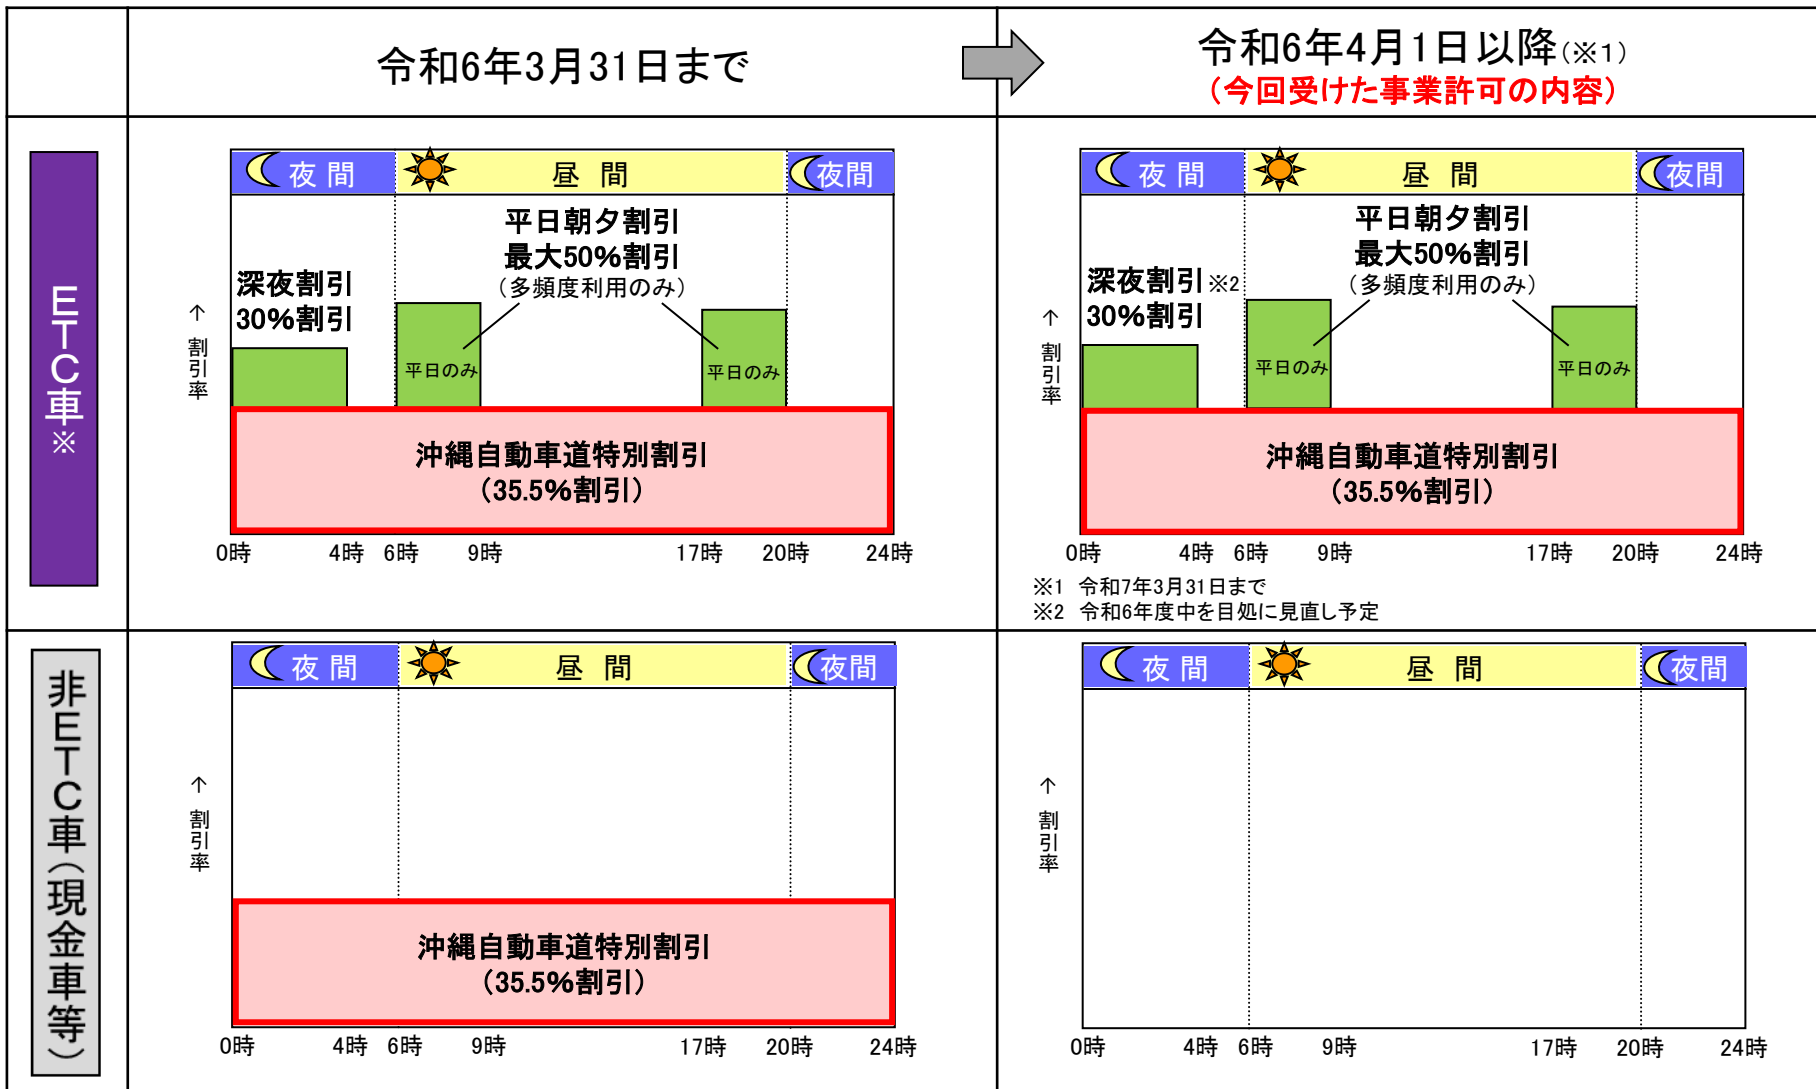 令和6年3月31日まで
令和6年4月1日以降(※1)
(今回受けた事業許可の内容)
ETC車※
夜間
昼間
夜間
平日朝夕割引
最大50%割引
(多頻度利用のみ)
深夜割引
30%割引
↑
割引率
平日のみ
平日のみ
沖縄自動車道特別割引
(35.5%割引)
0時
4時
6時
9時
17時
20時
24時
夜間
昼間
夜間
平日朝夕割引
最大50%割引
(多頻度利用のみ)
深夜割引※2
30%割引
↑
割引率
平日のみ
平日のみ
沖縄自動車道特別割引
(35.5%割引)
0時
4時
6時
9時
17時
20時
24時
※1 令和7年3月31日まで
※2 令和6年度中を目処に見直し予定
非ETC車(現金車等)
夜間
昼間
夜間
↑
割引率
沖縄自動車道特別割引
(35.5%割引)
0時
4時
6時
9時
17時
20時
24時
夜間
昼間
夜間
↑
割引率
0時
4時
6時
9時
17時
20時
24時